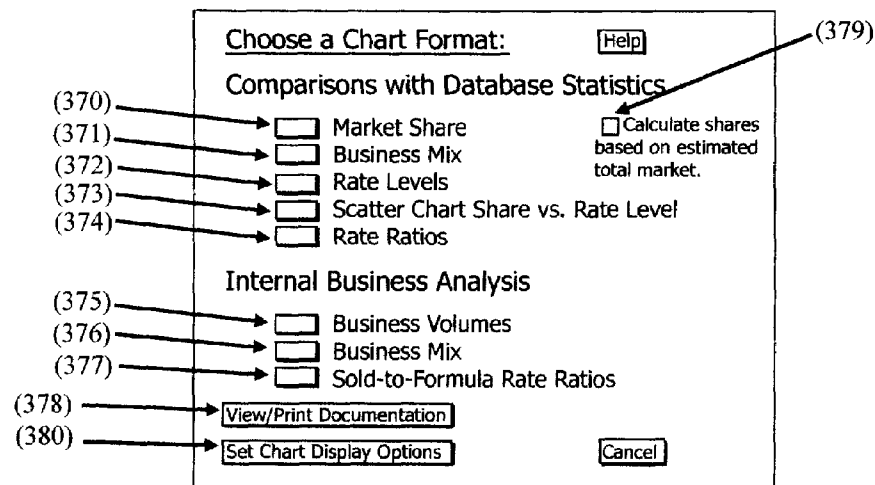 Choose a Chart Format:
Help
(379)
Comparisons with Database Statistics
(370)
Market Share
Calculate shares
based on estimated
total market.
(371)
Business Mix
(372)
Rate Levels
(373)
Scatter Chart Share vs. Rate Level
(374)
Rate Ratios
Internal Business Analysis
(375)
Business Volumes
(376)
Business Mix
(377)
Sold-to-Formula Rate Ratios
(378)
View/Print Documentation
(380)
Set Chart Display Options
Cancel